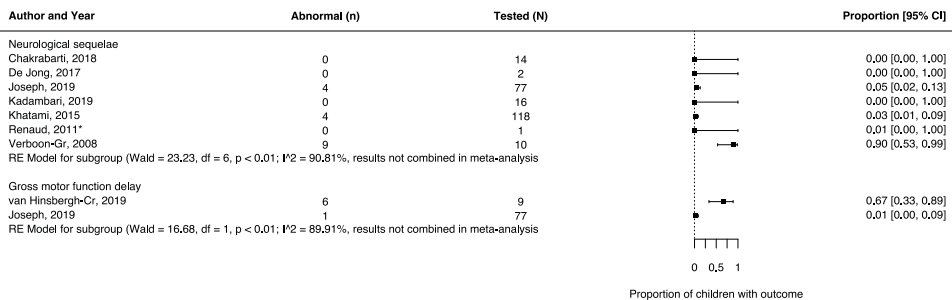 Author and Year Abnormal (n) Tested (N) Proportion [95% CI]
Neurological sequelae
Chakrabarti, 2018 0 14 0.00 [0.00, 1.00]
De Jong, 2017 0 2 0.00 [0.00, 1.00]
Joseph, 2019 4 77 0.05 [0.02, 0.13]
Kadambari, 2019 0 16 0.00 [0.00, 1.00]
Khatami, 2015 4 118 0.03 [0.01, 0.09]
Renaud, 2011* 0 1 0.01 [0.00, 1.00]
Verboon-Gr, 2008 9 10 0.90 [0.53, 0.99]
RE Model for subgroup (Wald = 23.23, df = 6, p < 0.01; I^2 = 90.81%, results not combined in meta-analysis
Gross motor function delay
van Hinsbergh-Cr, 2019 6 9 0.67 [0.33, 0.89]
Joseph, 2019 1 77 0.01 [0.00, 0.09]
RE Model for subgroup (Wald = 16.68, df = 1, p < 0.01; I^2 = 89.91%, results not combined in meta-analysis
0 0.5 1
Proportion of children with outcome